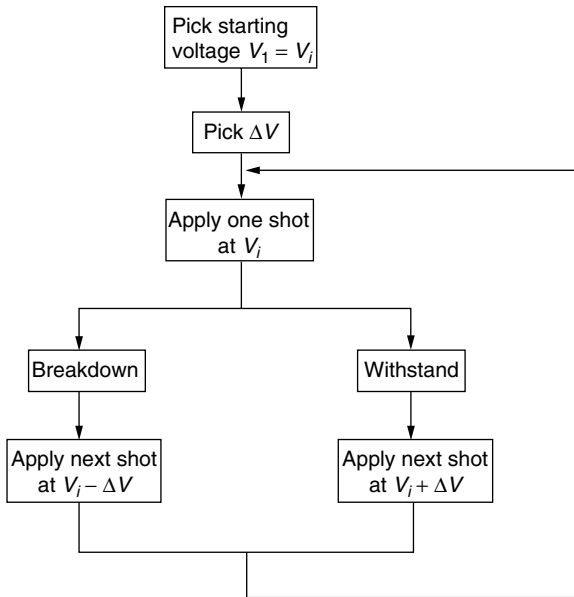 Pick starting
voltage V₁ = Vᵢ
Pick ΔV
Apply one shot
at Vᵢ
Breakdown
Withstand
Apply next shot
at Vᵢ − ΔV
Apply next shot
at Vᵢ + ΔV